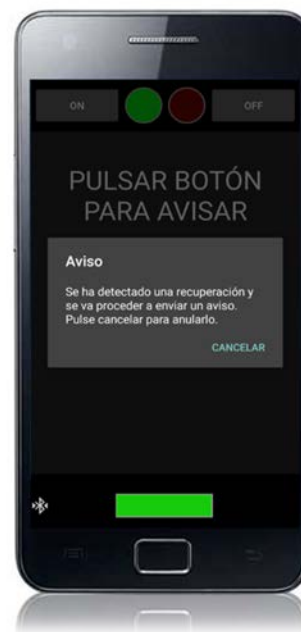 ON OFF
PULSAR BOTÓN
PARA AVISAR
Aviso
Se ha detectado una recuperación y
se va proceder a enviar un aviso.
Pulse cancelar para anularlo.
CANCELAR